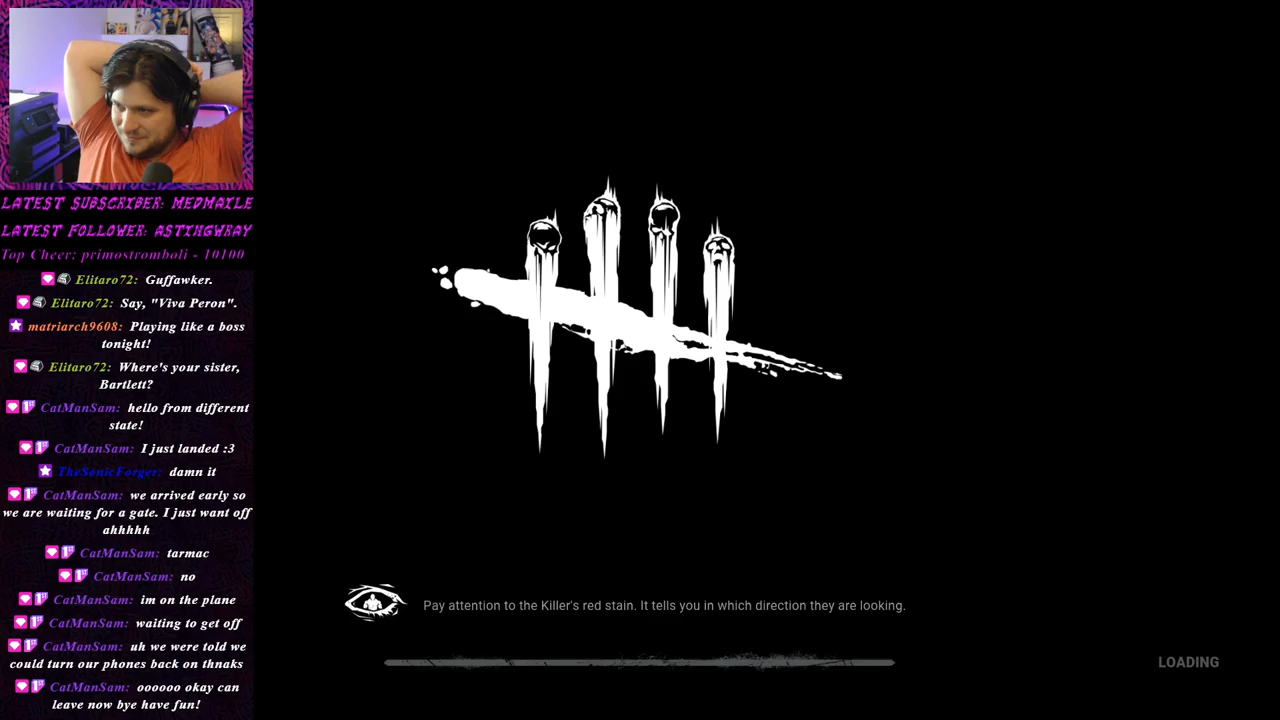 LATEST SUBSCRIBER: MEDMAILE
LATEST FOLLOWER: ASTINGWRAY
Top Cheer: primostromboli - 10100
Elitaro72: Guffawker.
Elitaro72: Say, "Viva Peron".
matriarch9608: Playing like a boss
tonight!
Elitaro72: Where's your sister,
Bartlett?
CatManSam: hello from different
state!
CatManSam: I just landed :3
TheSonicForger: damn it
CatManSam: we arrived early so
we are waiting for a gate. I just want off
ahhhhh
CatManSam: tarmac
CatManSam: no
CatManSam: im on the plane
CatManSam: waiting to get off
CatManSam: uh we were told we
could turn our phones back on thnaks
CatManSam: oooooo okay can
leave now bye have fun!
Pay attention to the Killer's red stain. It tells you in which direction they are looking.
LOADING